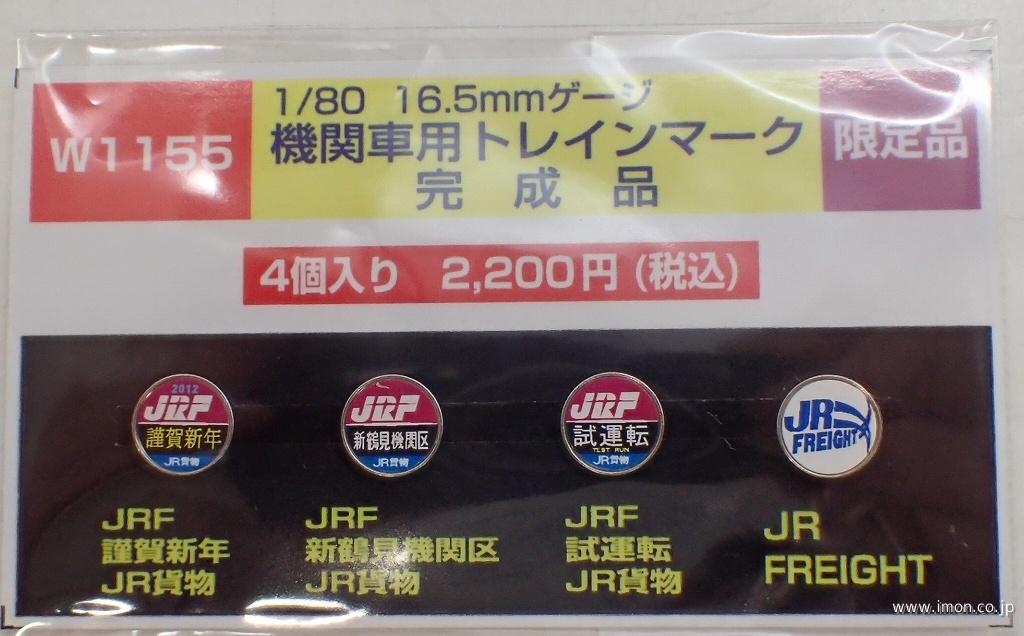 W1155
1/80 16.5mmゲージ
機関車用トレインマーク
完成品
限定品
4個入り 2,200円 (税込)
2012
JRF
謹賀新年
JR貨物
JRF
新鶴見機関区
JR貨物
JRF
試運転
TEST RUN
JR貨物
JR
FREIGHT
JRF
謹賀新年
JR貨物
JRF
新鶴見機関区
JR貨物
JRF
試運転
JR貨物
JR
FREIGHT
www.imon.co.jp